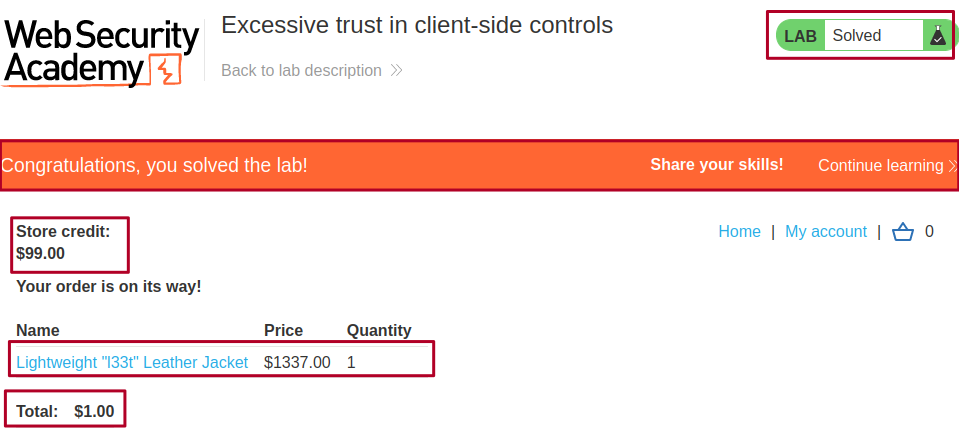 Web Security
Academy
Excessive trust in client-side controls
Back to lab description
LAB Solved
Congratulations, you solved the lab! Share your skills! Continue learning
Store credit:
$99.00
Home | My account | 0
Your order is on its way!
Name Price Quantity
Lightweight "l33t" Leather Jacket $1337.00 1
Total: $1.00